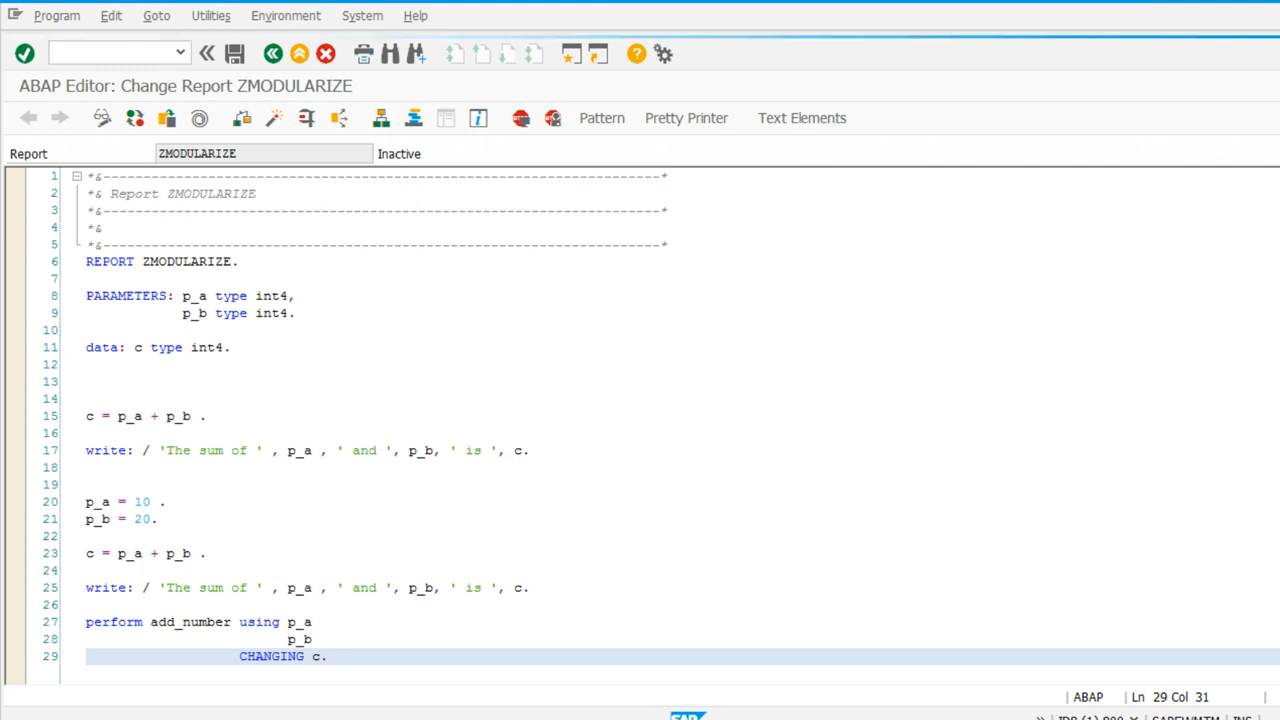 Program Edit Goto Utilities Environment System Help
ABAP Editor: Change Report ZMODULARIZE
Pattern Pretty Printer Text Elements
Report ZMODULARIZE Inactive
1 *&---------------------------------------------------------------------*
2 *& Report ZMODULARIZE
3 *&---------------------------------------------------------------------*
4 *&
5 *&---------------------------------------------------------------------*
6 REPORT ZMODULARIZE.
7
8 PARAMETERS: p_a type int4,
9 p_b type int4.
10
11 data: c type int4.
12
13
14
15 c = p_a + p_b .
16
17 write: / 'The sum of ' , p_a , ' and ', p_b, ' is ', c.
18
19
20 p_a = 10 .
21 p_b = 20.
22
23 c = p_a + p_b .
24
25 write: / 'The sum of ' , p_a , ' and ', p_b, ' is ', c.
26
27 perform add_number using p_a
28 p_b
29 CHANGING c.
ABAP Ln 29 Col 31
SAP